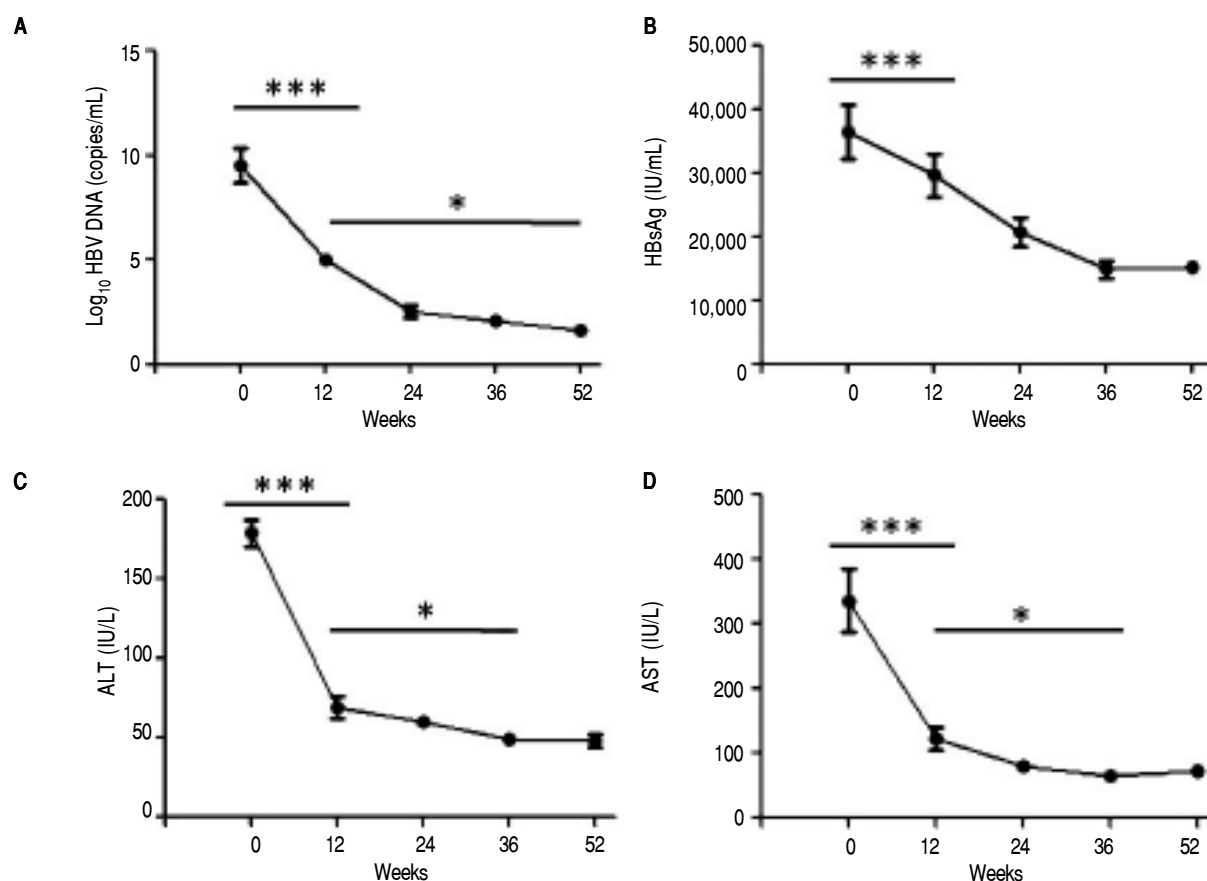 A
15
10
5
0
Log10 HBV DNA (copies/mL)
***
*
0 12 24 36 52
Weeks
B
50,000
40,000
30,000
20,000
10,000
0
HBsAg (IU/mL)
***
0 12 24 36 52
Weeks
C
200
150
100
50
0
ALT (IU/L)
***
*
0 12 24 36 52
Weeks
D
500
400
300
200
100
0
AST (IU/L)
***
*
0 12 24 36 52
Weeks